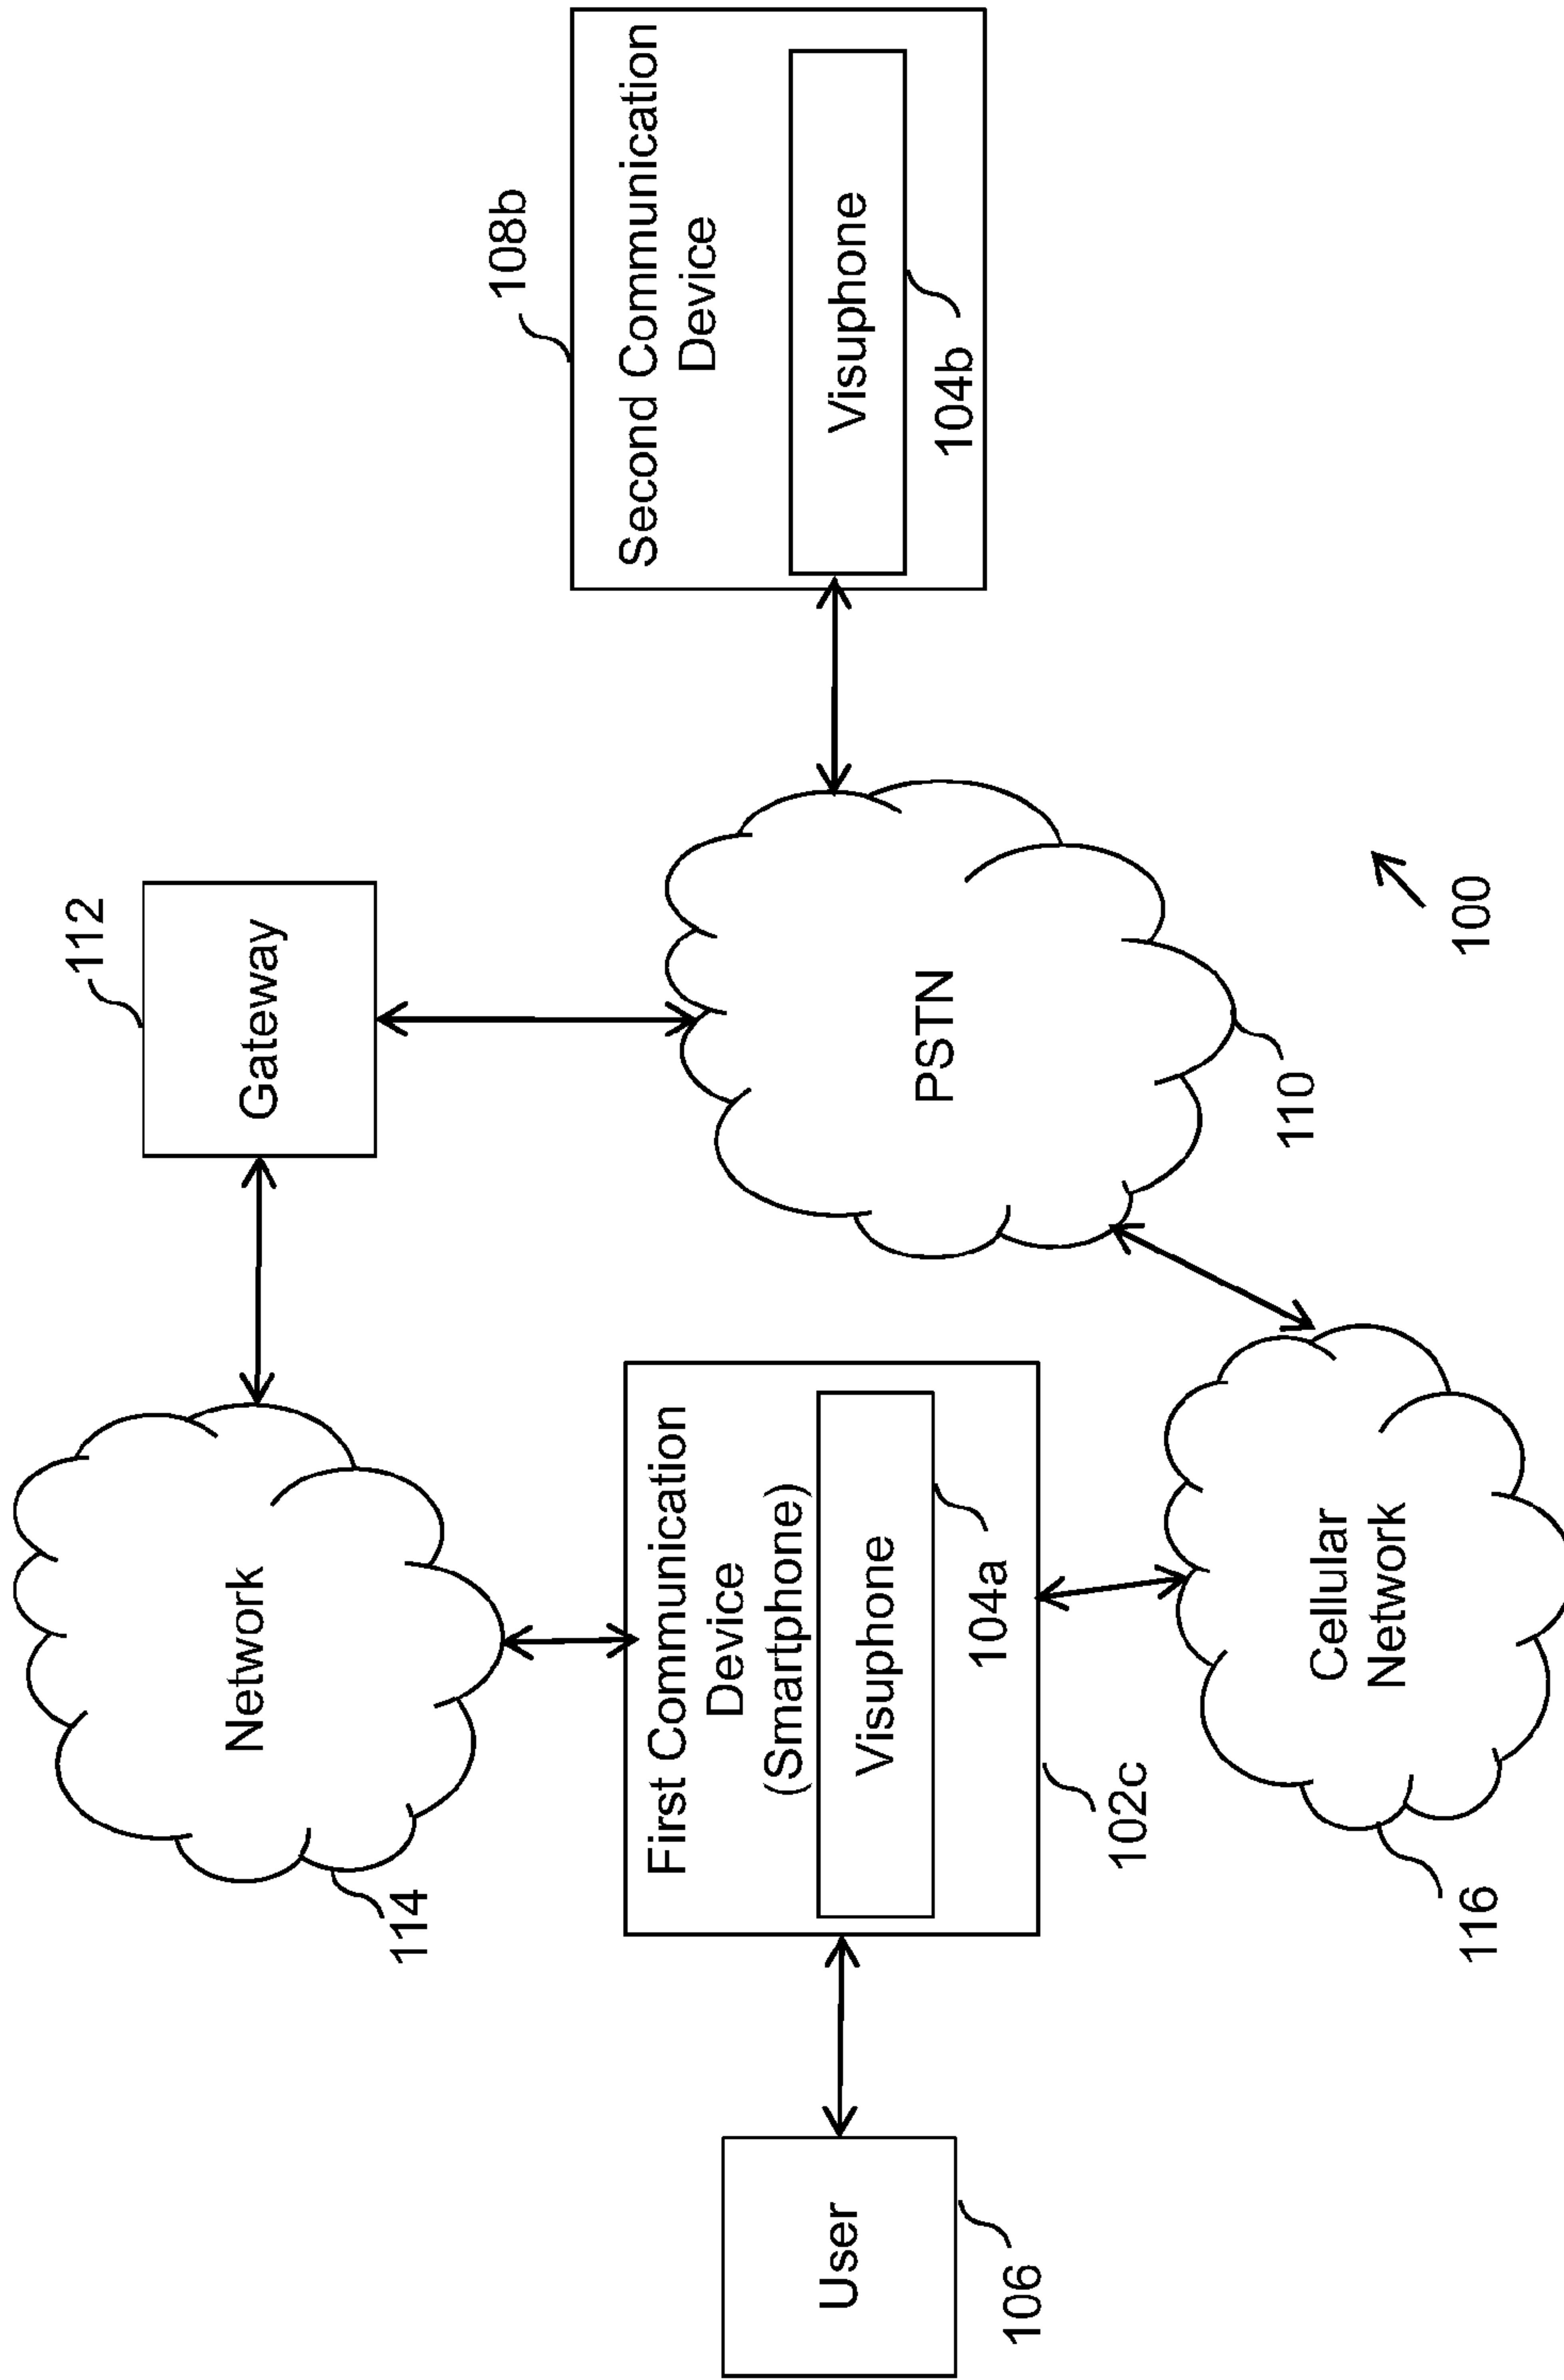 112
Gateway
Network
114
108b
Second Communication
Device
Visuphone
104b
First Communication
Device
(Smartphone)
Visuphone
104a
102c
User
106
PSTN
110
Cellular
Network
116
100